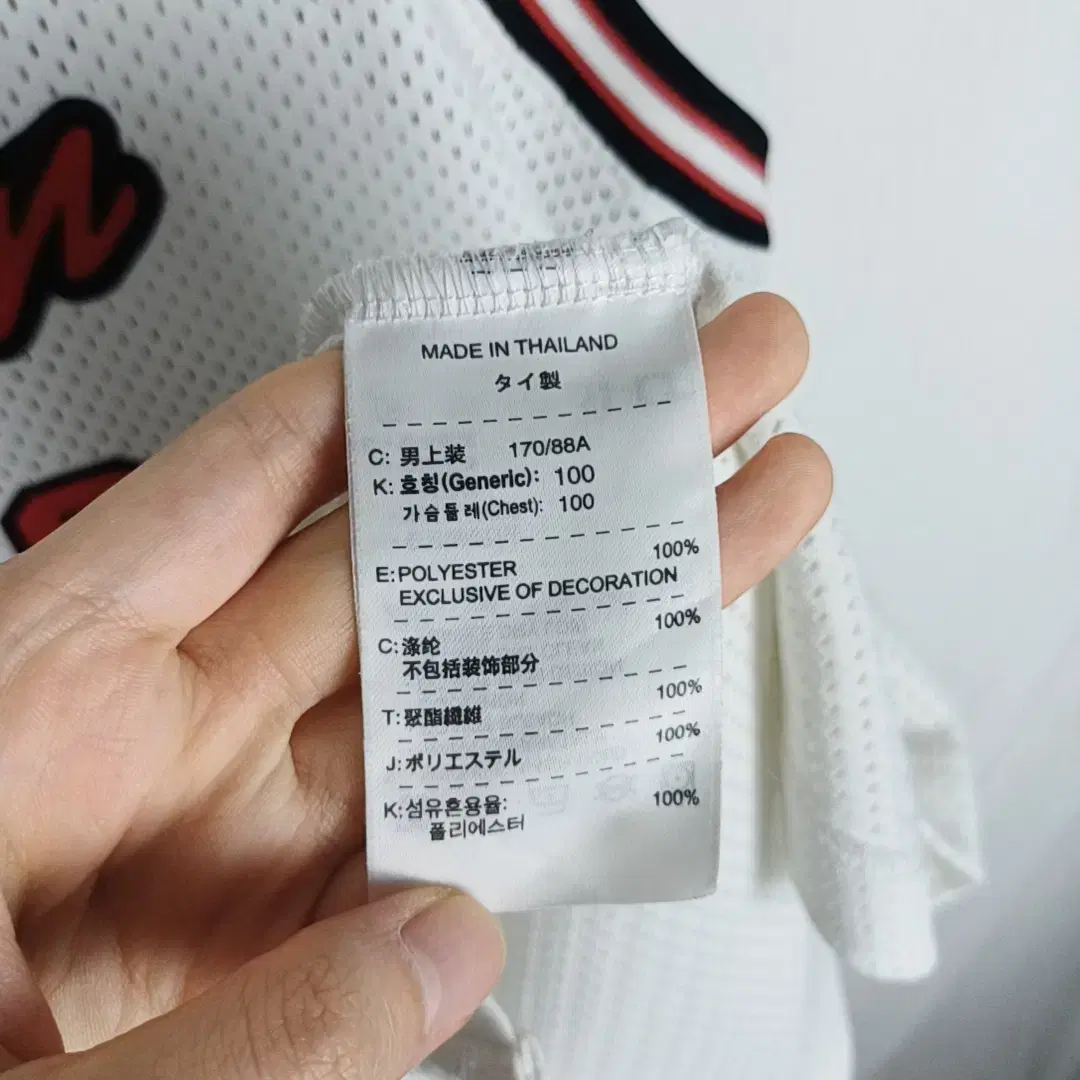 MADE IN THAILAND
タイ製
C: 男上装 170/88A
K: 호칭(Generic): 100
가슴둘레(Chest): 100
100%
E: POLYESTER
EXCLUSIVE OF DECORATION
100%
C: 涤纶
不包括装饰部分
100%
T: 聚酯纖維
100%
J: ポリエステル
100%
K: 섬유혼용율:
폴리에스터